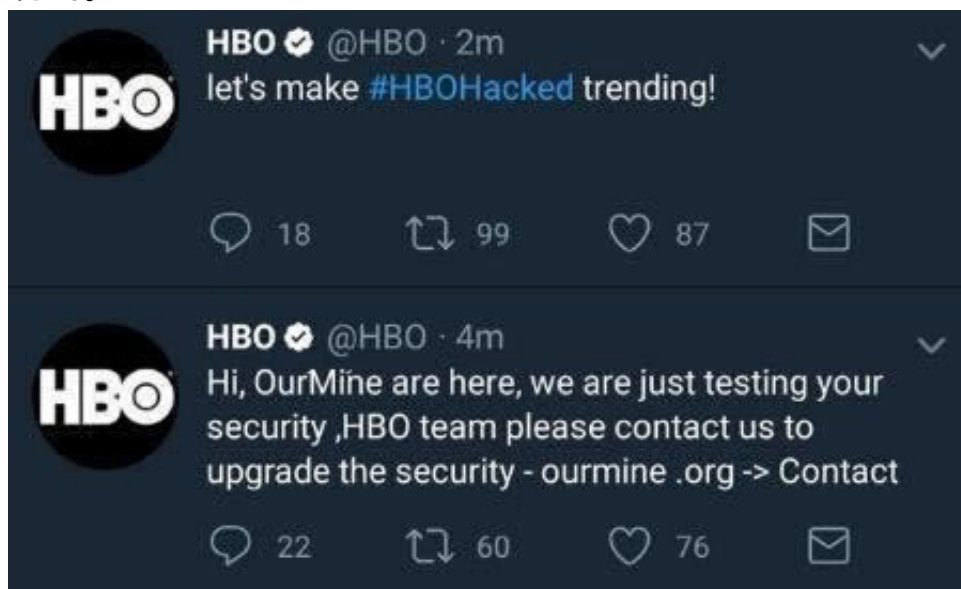 HBO @HBO · 2m
let's make #HBOHacked trending!
HBO
18 99 87
HBO @HBO · 4m
Hi, OurMine are here, we are just testing your
HBO
security ,HBO team please contact us to
upgrade the security - ourmine .org -> Contact
22 60 76